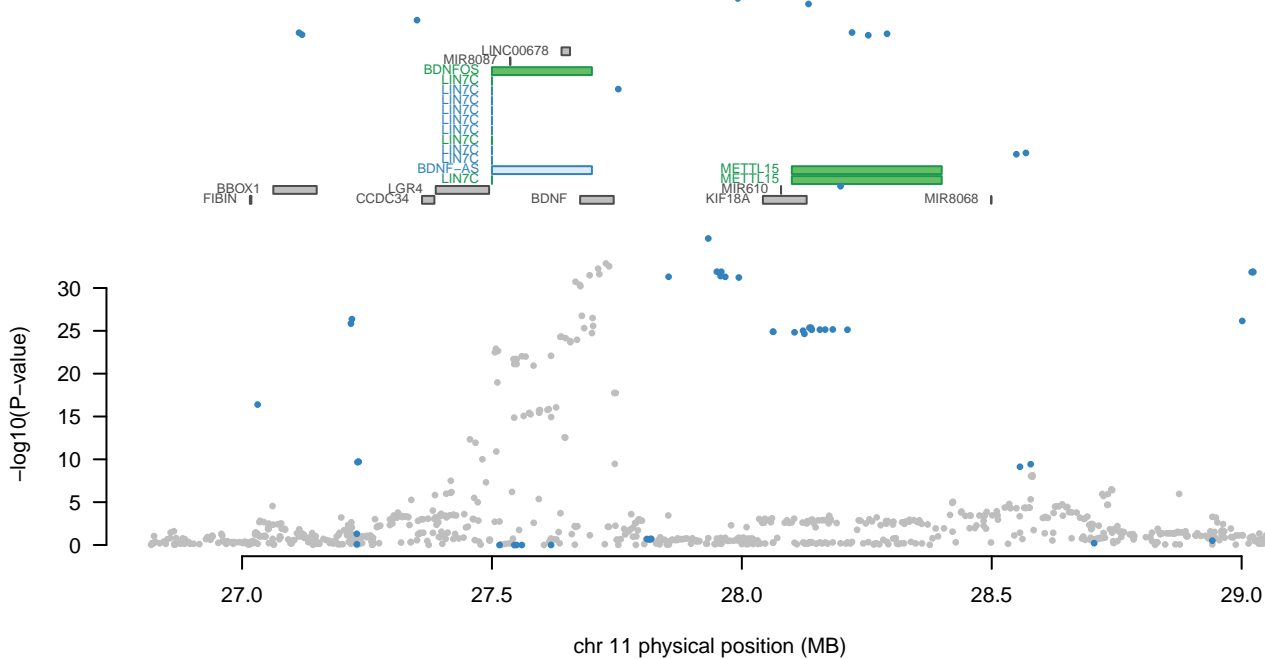 LINC00678
MIR8087
BDNFOS
LIN7C
LIN7C
LIN7C
LIN7C
LIN7C
LIN7C
LIN7C
LIN7C
LIN7C
BDNF−AS METTL15
LIN7C METTL15
BBOX1 LGR4 MIR610
FIBIN CCDC34 BDNF KIF18A MIR8068
30
25
20
15
10
5
0
−log10(P−value)
27.0 27.5 28.0 28.5 29.0
chr 11 physical position (MB)